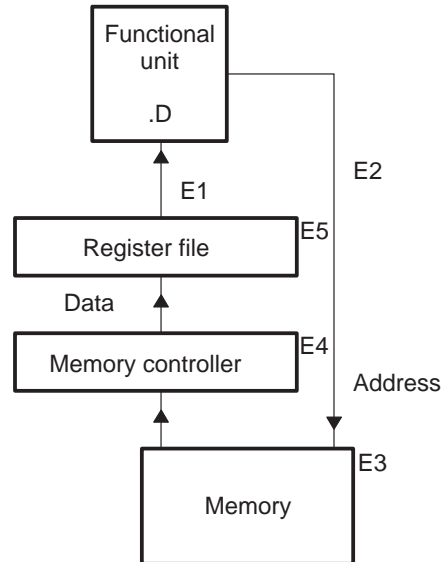 Functional
unit
.D
E2
E1
E5
Register file
Data
E4
Memory controller
Address
E3
Memory